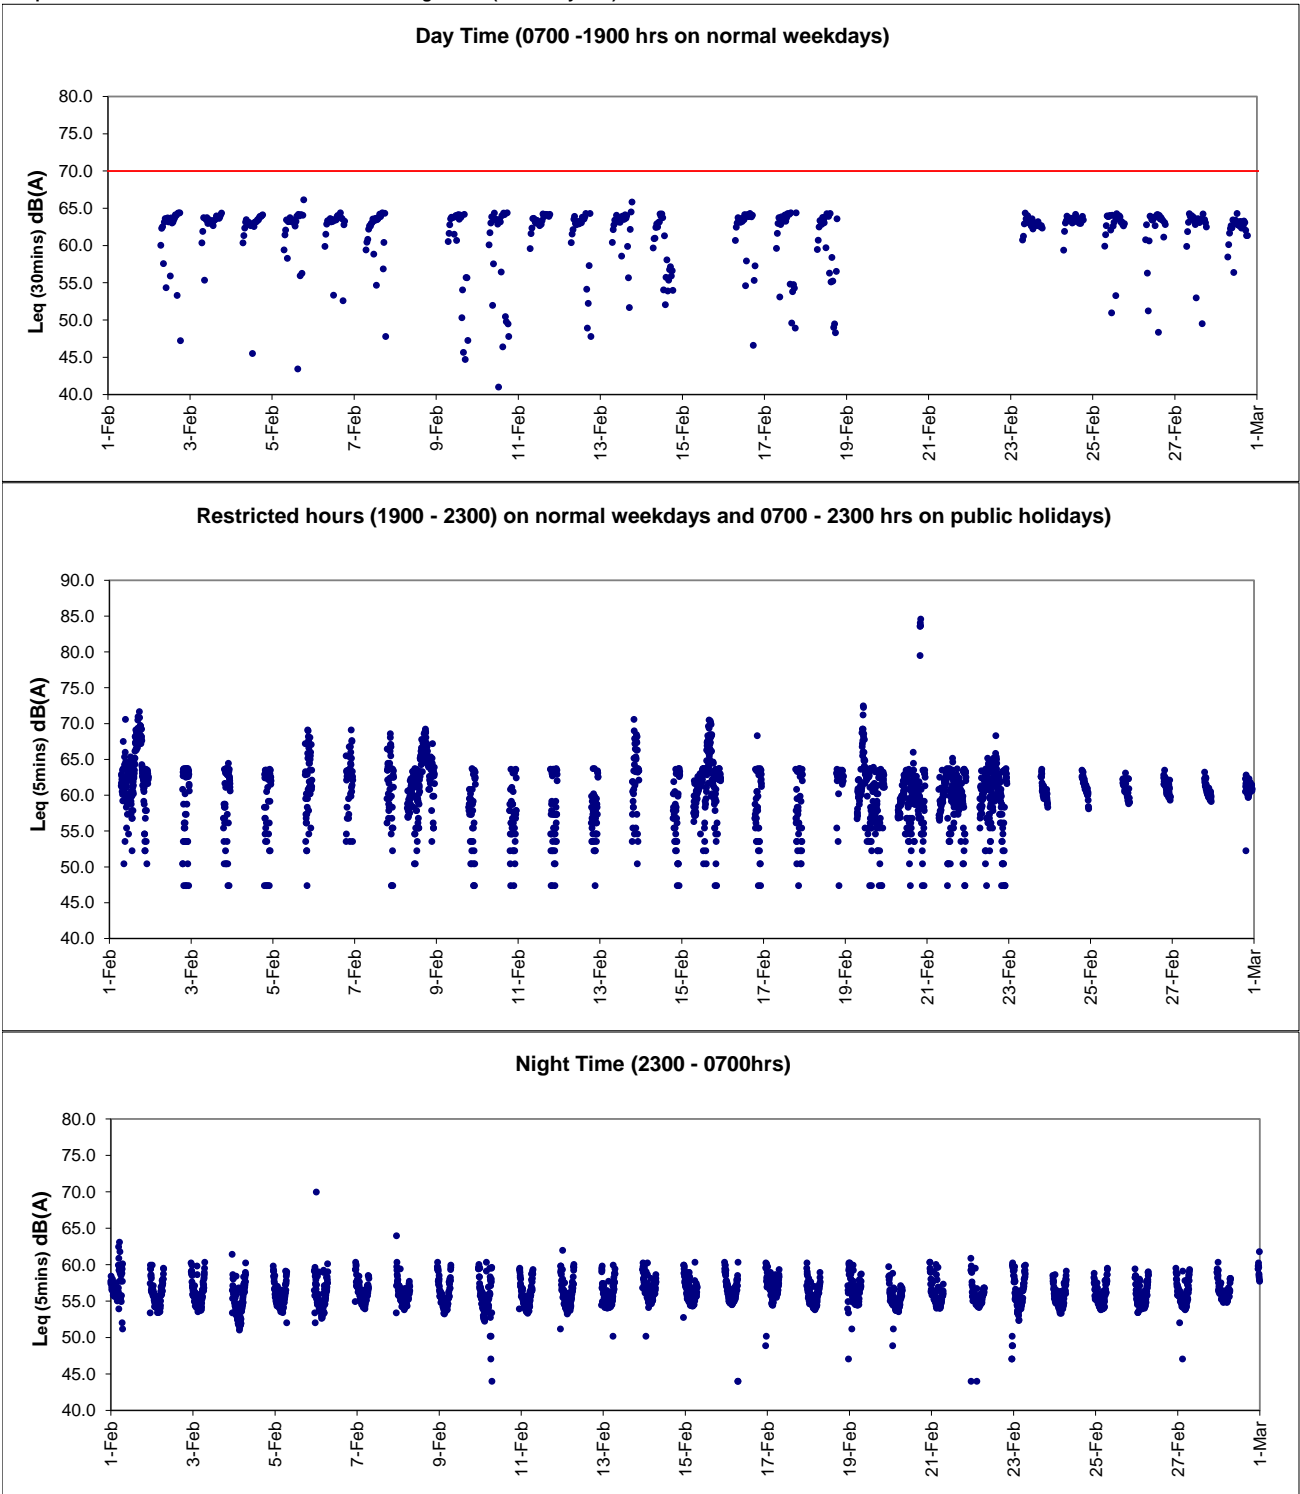 Day Time (0700 -1900 hrs on normal weekdays)
Leq (30mins) dB(A)
80.0
75.0
70.0
65.0
60.0
55.0
50.0
45.0
40.0
1-Feb
3-Feb
5-Feb
7-Feb
9-Feb
11-Feb
13-Feb
15-Feb
17-Feb
19-Feb
21-Feb
23-Feb
25-Feb
27-Feb
1-Mar
Restricted hours (1900 - 2300) on normal weekdays and 0700 - 2300 hrs on public holidays)
Leq (5mins) dB(A)
90.0
85.0
80.0
75.0
70.0
65.0
60.0
55.0
50.0
45.0
40.0
1-Feb
3-Feb
5-Feb
7-Feb
9-Feb
11-Feb
13-Feb
15-Feb
17-Feb
19-Feb
21-Feb
23-Feb
25-Feb
27-Feb
1-Mar
Night Time (2300 - 0700hrs)
Leq (5mins) dB(A)
80.0
75.0
70.0
65.0
60.0
55.0
50.0
45.0
40.0
1-Feb
3-Feb
5-Feb
7-Feb
9-Feb
11-Feb
13-Feb
15-Feb
17-Feb
19-Feb
21-Feb
23-Feb
25-Feb
27-Feb
1-Mar